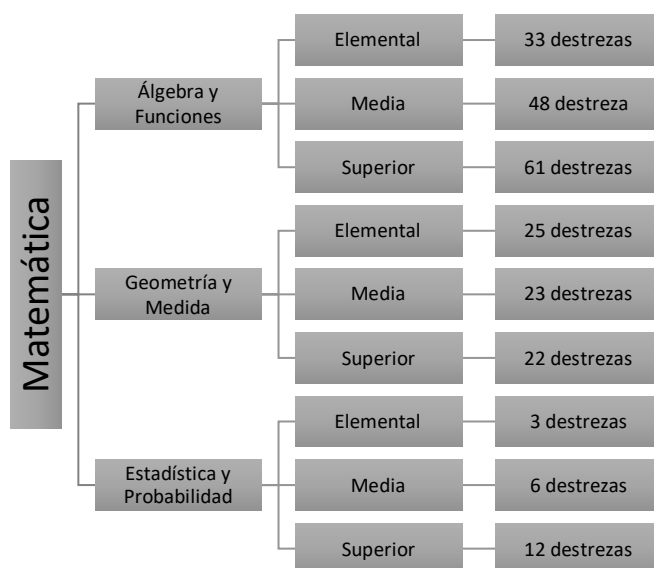 Matemática
Álgebra y
Funciones
Elemental
33 destrezas
Media
48 destreza
Superior
61 destrezas
Geometría y
Medida
Elemental
25 destrezas
Media
23 destrezas
Superior
22 destrezas
Estadística y
Probabilidad
Elemental
3 destrezas
Media
6 destrezas
Superior
12 destrezas